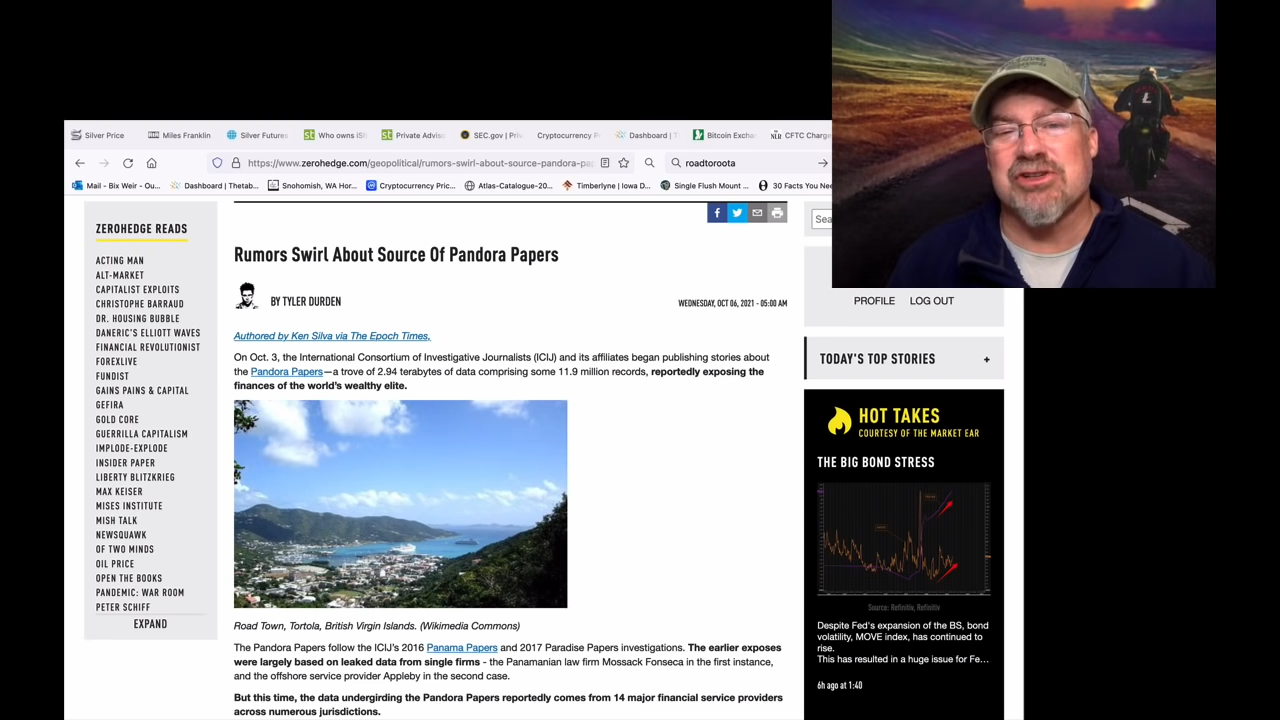 Silver Price
Miles Franklin
Silver Futures
Who owns iSh
Private Adviso
SEC.gov | Priv
Cryptocurrency P
Dashboard | T
Bitcoin Excha
CFTC Charge
https://www.zerohedge.com/geopolitical/rumors-swirl-about-source-pandora-pap
roadtoroota
Mail - Bix Weir - Ou...
Dashboard | Thetab...
Snohomish, WA Hor...
Cryptocurrency Pric...
Atlas-Catalogue-20...
Timberlyne | Iowa D...
Single Flush Mount ...
30 Facts You Nee
ZEROHEDGE READS
ACTING MAN
ALT-MARKET
CAPITALIST EXPLOITS
CHRISTOPHE BARRAUD
DR. HOUSING BUBBLE
DANERIC'S ELLIOTT WAVES
FINANCIAL REVOLUTIONIST
FOREXLIVE
FUNDIST
GAINS PAINS & CAPITAL
GEFIRA
GOLD CORE
GUERRILLA CAPITALISM
IMPLODE-EXPLODE
INSIDER PAPER
LIBERTY BLITZKRIEG
MAX KEISER
MISES INSTITUTE
MISH TALK
NEWSQUAWK
OF TWO MINDS
OIL PRICE
OPEN THE BOOKS
PANDEMIC: WAR ROOM
PETER SCHIFF
EXPAND
Rumors Swirl About Source Of Pandora Papers
BY TYLER DURDEN
WEDNESDAY, OCT 06, 2021 - 05:00 AM
Authored by Ken Silva via The Epoch Times,
On Oct. 3, the International Consortium of Investigative Journalists (ICIJ) and its affiliates began publishing stories about
the Pandora Papers—a trove of 2.94 terabytes of data comprising some 11.9 million records, reportedly exposing the
finances of the world's wealthy elite.
Road Town, Tortola, British Virgin Islands. (Wikimedia Commons)
The Pandora Papers follow the ICIJ's 2016 Panama Papers and 2017 Paradise Papers investigations. The earlier exposes
were largely based on leaked data from single firms - the Panamanian law firm Mossack Fonseca in the first instance,
and the offshore service provider Appleby in the second case.
But this time, the data undergirding the Pandora Papers reportedly comes from 14 major financial service providers
across numerous jurisdictions.
Sea
PROFILE LOG OUT
TODAY'S TOP STORIES +
HOT TAKES
COURTESY OF THE MARKET EAR
THE BIG BOND STRESS
Source: Refinitiv, Refinitiv
Despite Fed's expansion of the BS, bond
volatility, MOVE index, has continued to
rise.
This has resulted in a huge issue for Fe...
6h ago at 1:40